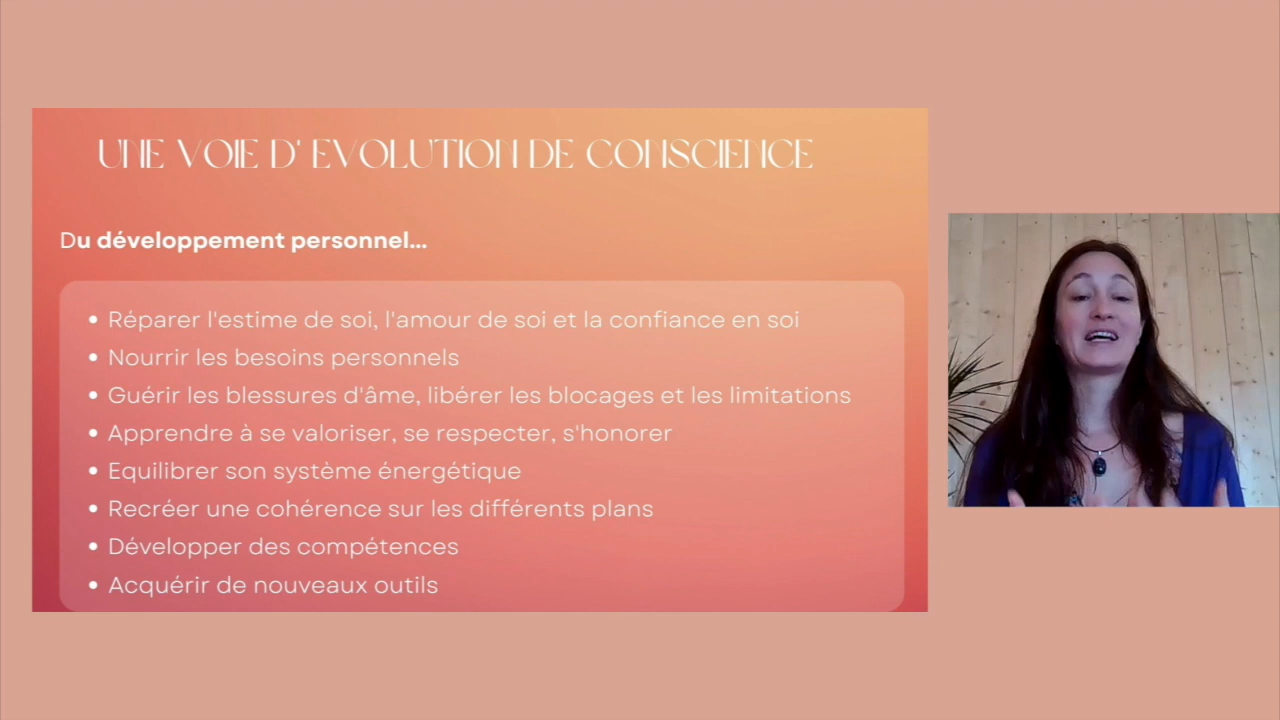 UNE VOIE D' EVOLUTION DE CONSCIENCE
Du développement personnel...
• Réparer l'estime de soi, l'amour de soi et la confiance en soi
• Nourrir les besoins personnels
• Guérir les blessures d'âme, libérer les blocages et les limitations
• Apprendre à se valoriser, se respecter, s'honorer
• Equilibrer son système énergétique
• Recréer une cohérence sur les différents plans
• Développer des compétences
• Acquérir de nouveaux outils